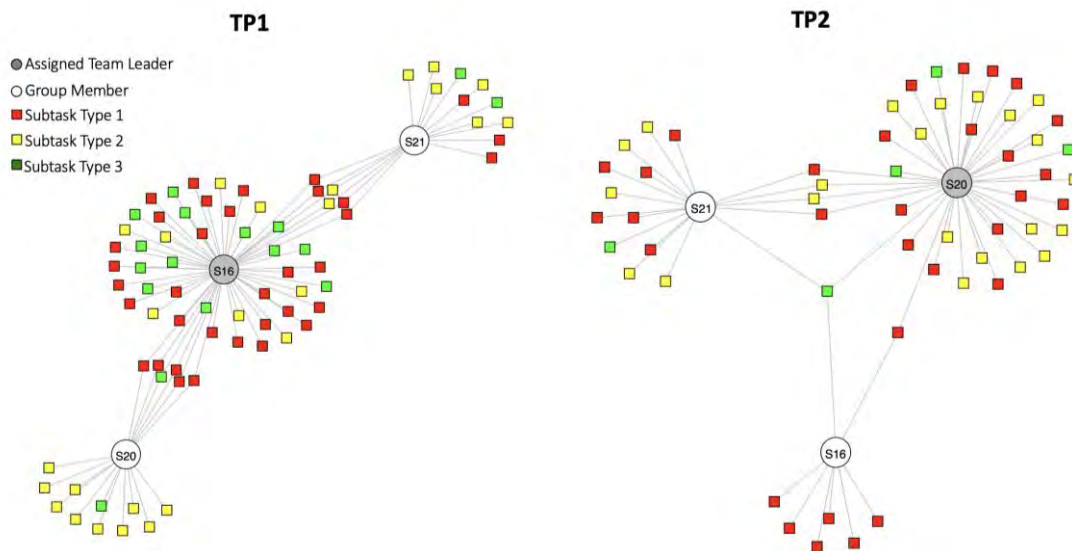 TP1
TP2
Assigned Team Leader
Group Member
Subtask Type 1
Subtask Type 2
Subtask Type 3
S21
S16
S20
S20
S21
S16